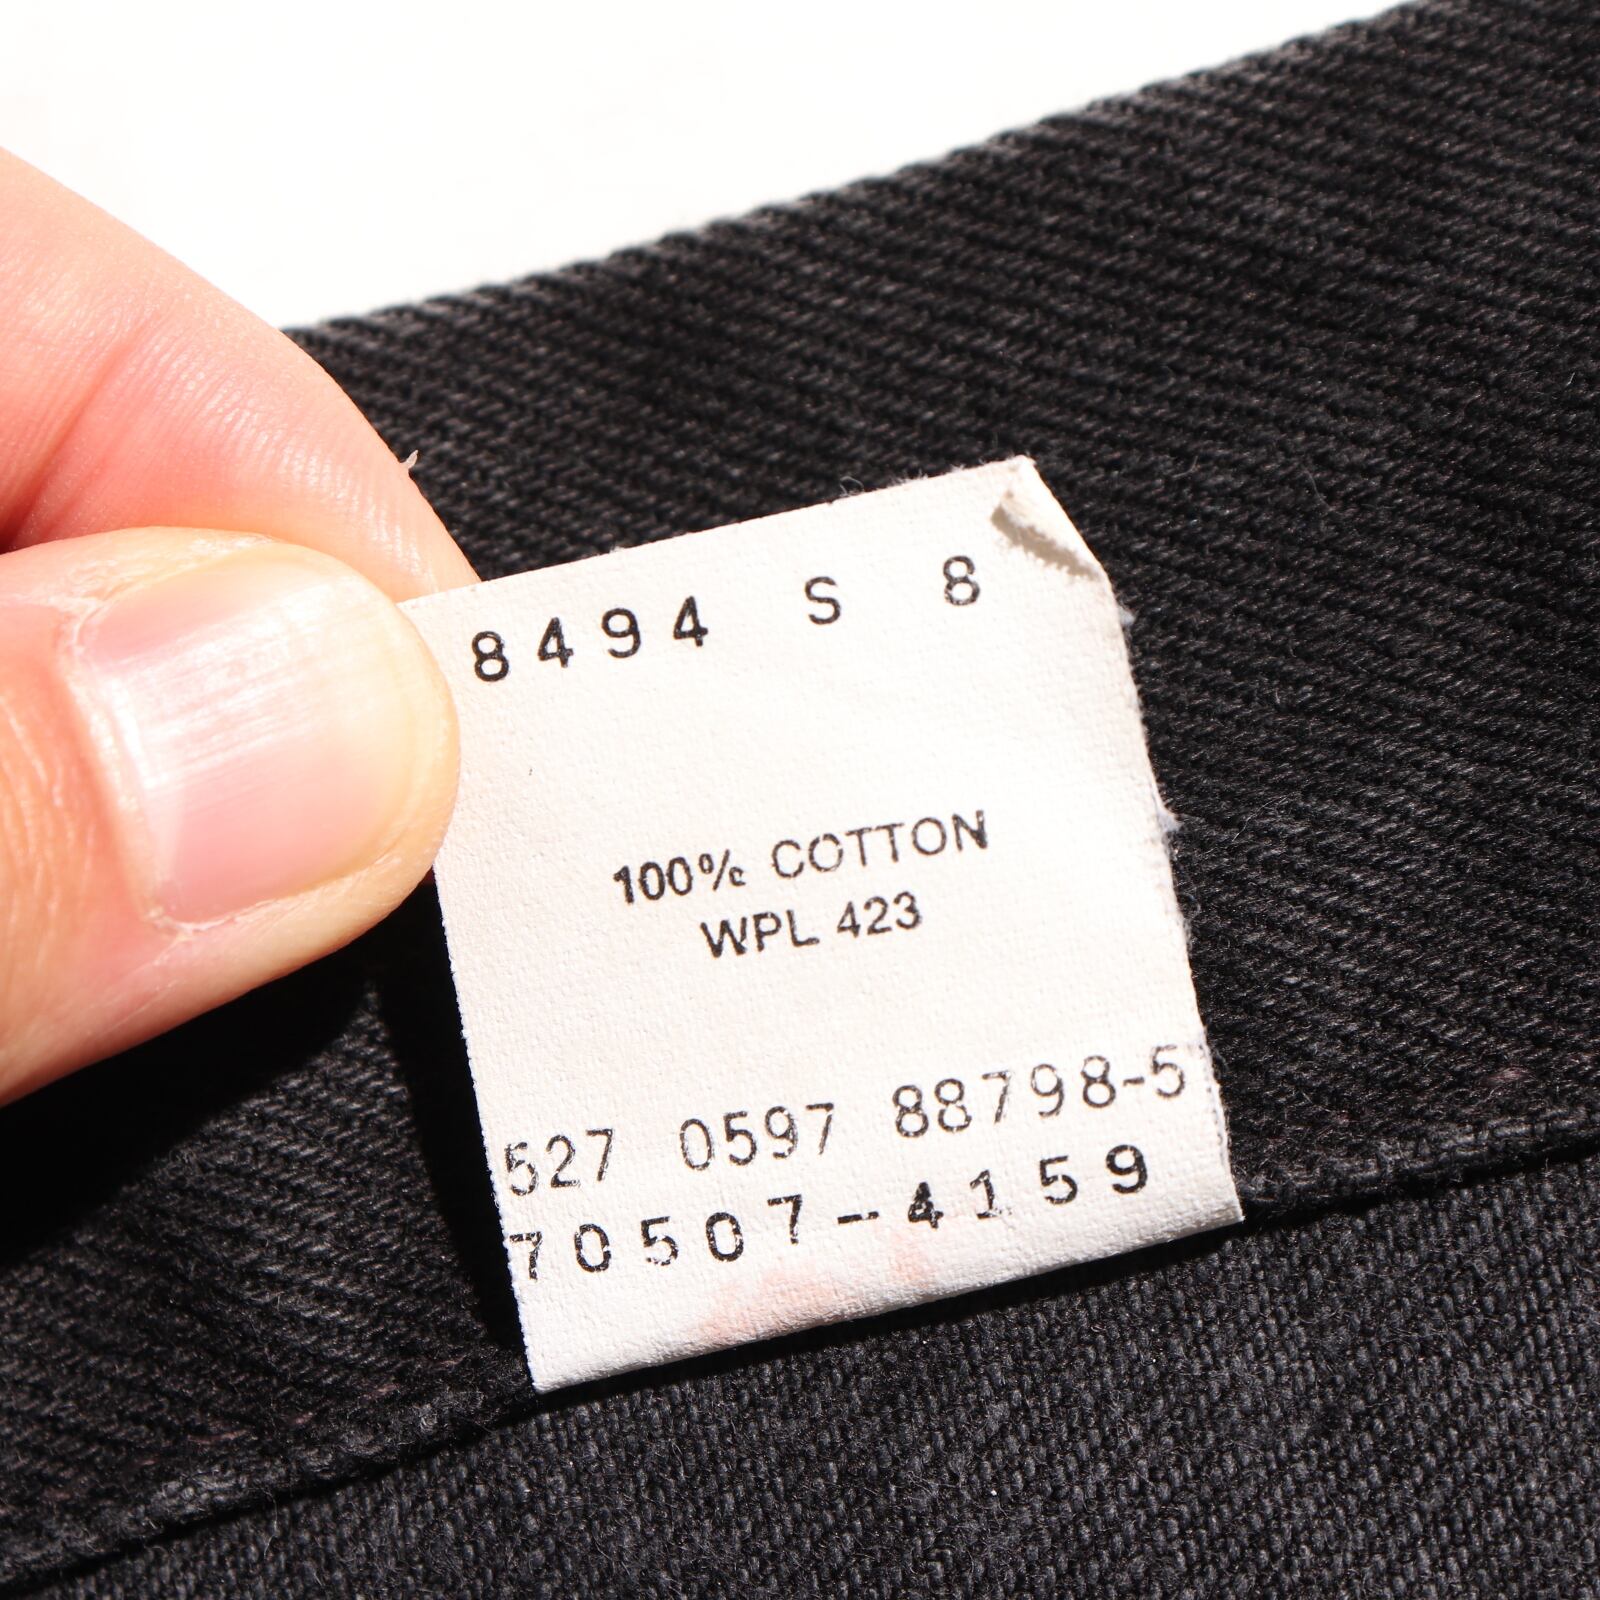 8494 S 8
100% COTTON
WPL 423
527 0597 88798-5
70507-4159